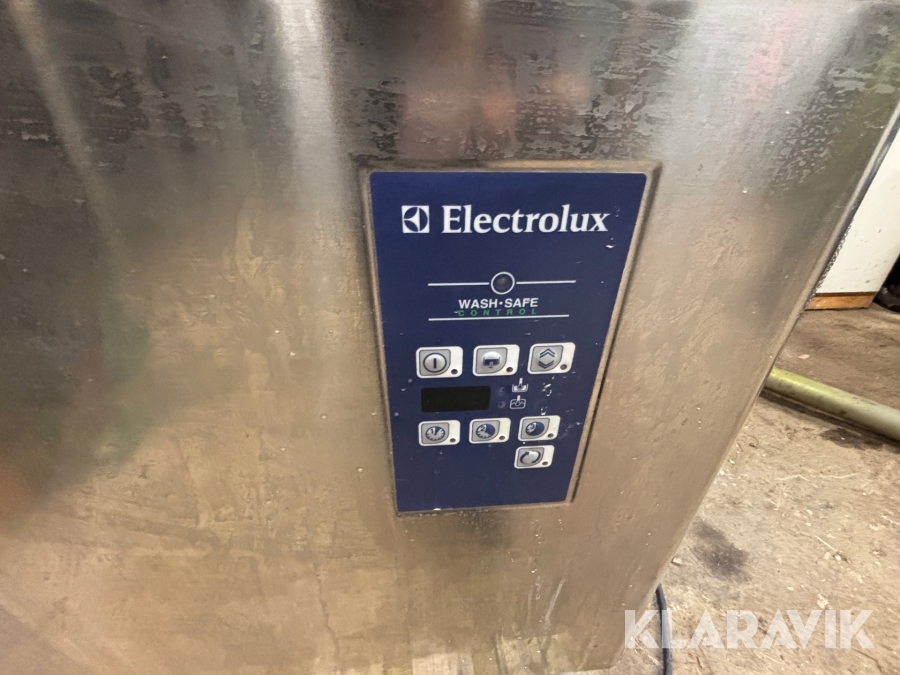 Electrolux
WASH•SAFE
CONTROL
KLARAVIK